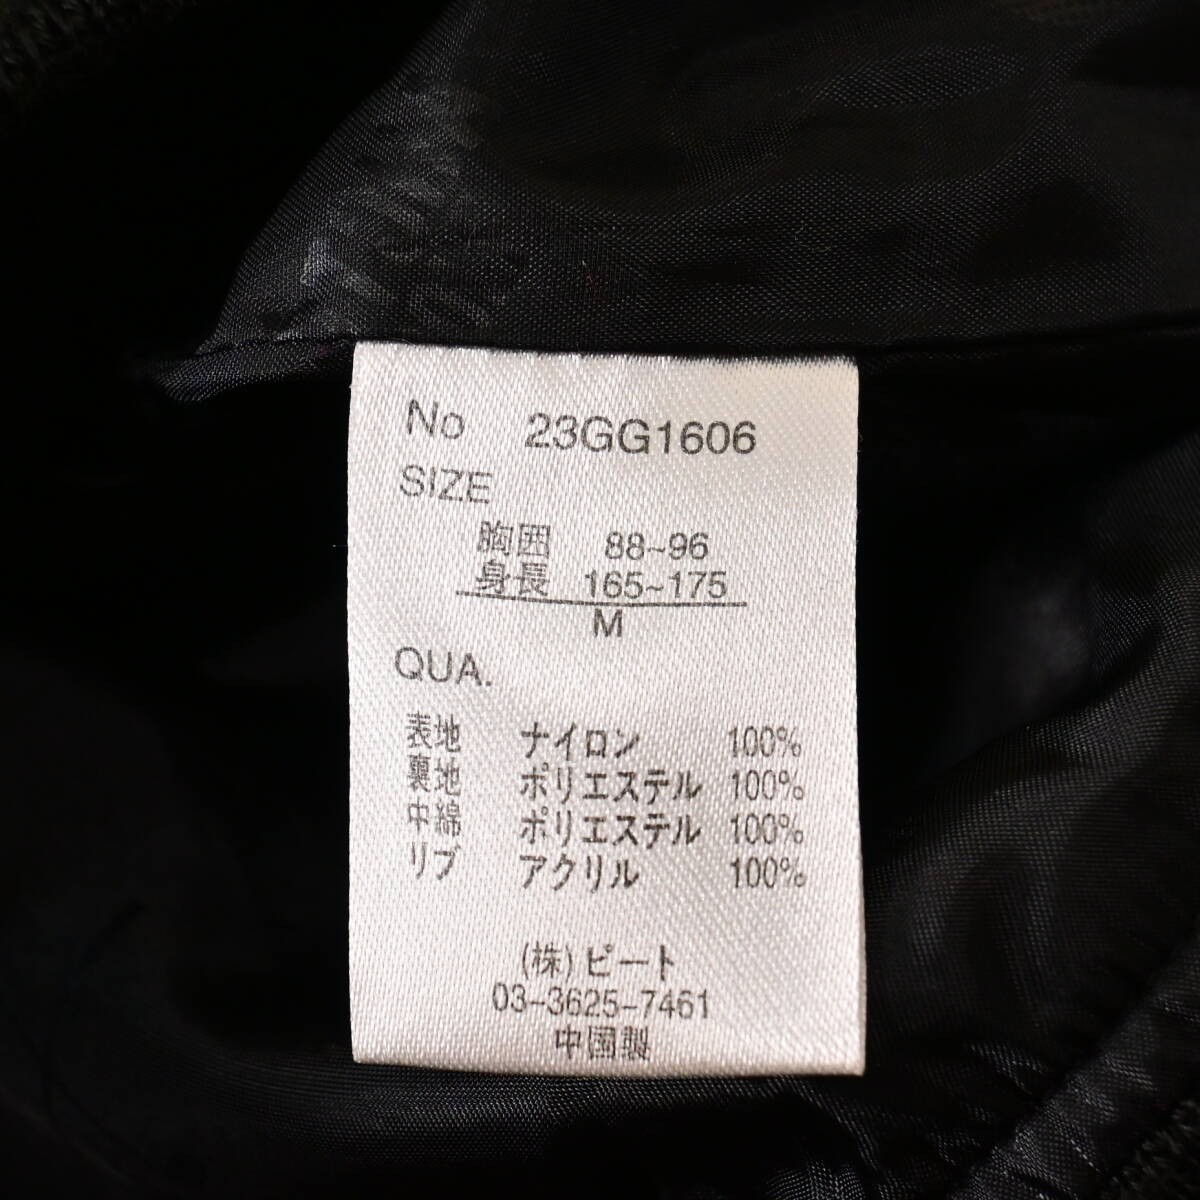 No 23GG1606
SIZE
胸囲 88~96
身長 165~175
M
QUA.
表地 ナイロン 100%
裏地 ポリエステル 100%
中綿 ポリエステル 100%
リブ アクリル 100%
(株)ピート
03-3625-7461
中国製